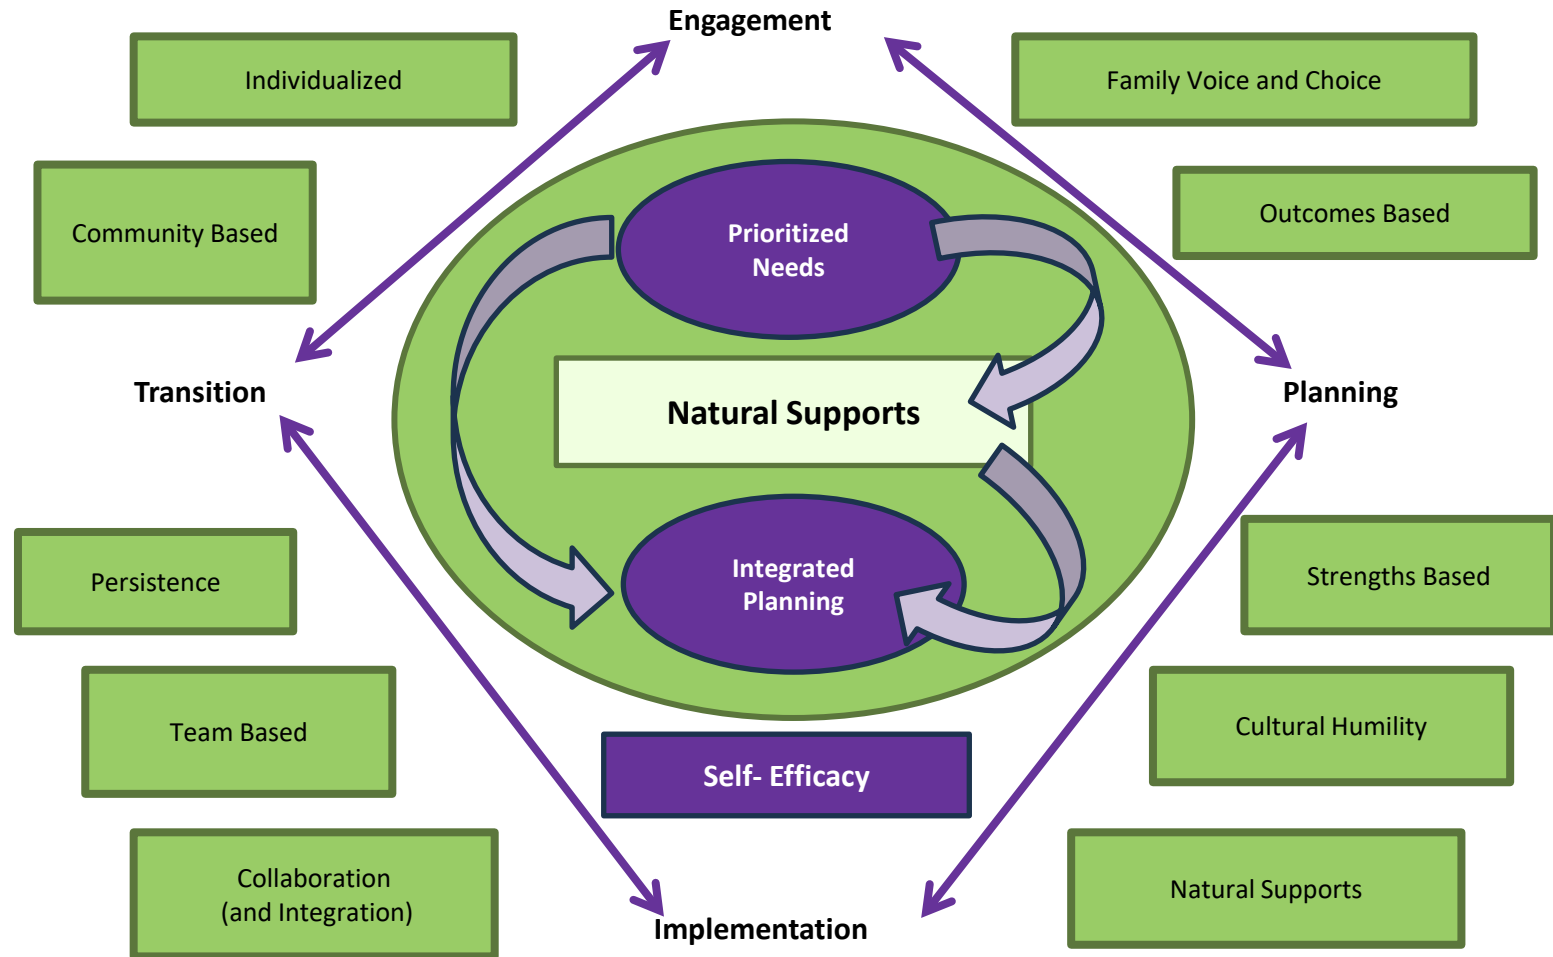 Engagement
Individualized
Family Voice and Choice
Community Based
Outcomes Based
Prioritized
Needs
Transition
Natural Supports
Planning
Persistence
Integrated
Planning
Strengths Based
Team Based
Self- Efficacy
Cultural Humility
Collaboration
(and Integration)
Natural Supports
Implementation